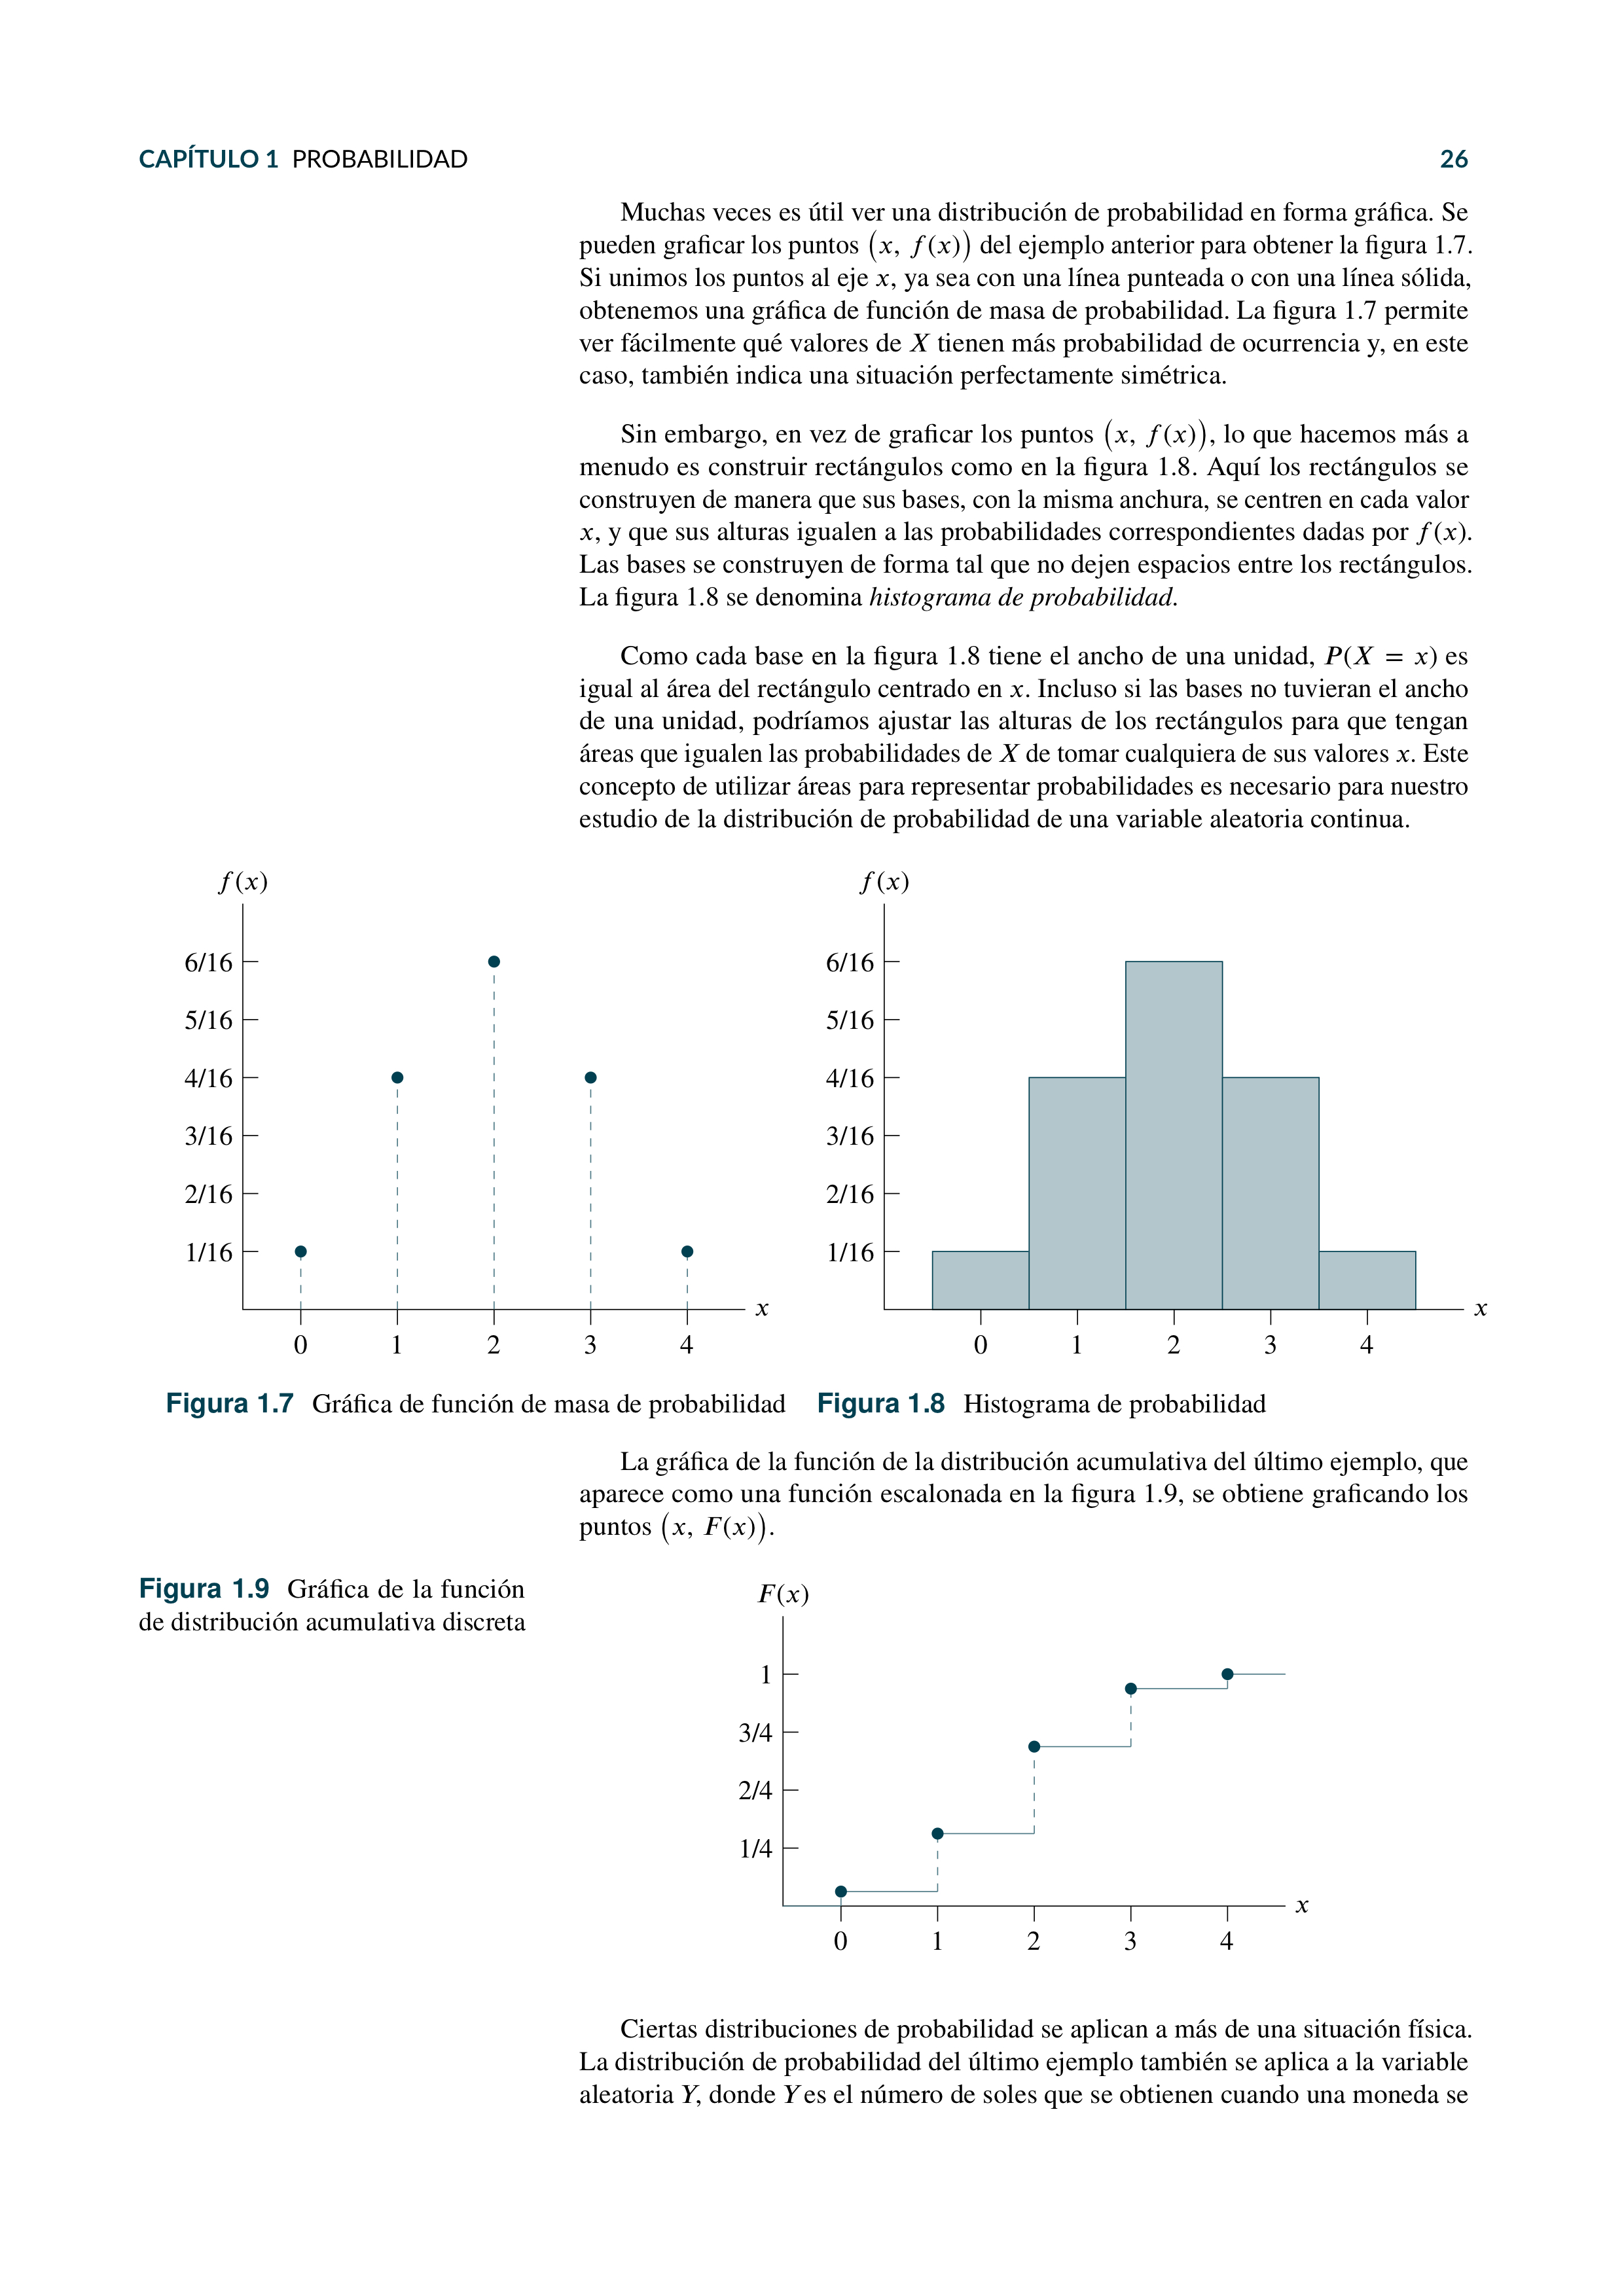 CAPÍTULO 1 PROBABILIDAD 26
Muchas veces es útil ver una distribución de probabilidad en forma gráfica. Se
pueden graficar los puntos (x, f(x)) del ejemplo anterior para obtener la figura 1.7.
Si unimos los puntos al eje x, ya sea con una línea punteada o con una línea sólida,
obtenemos una gráfica de función de masa de probabilidad. La figura 1.7 permite
ver fácilmente qué valores de X tienen más probabilidad de ocurrencia y, en este
caso, también indica una situación perfectamente simétrica.
Sin embargo, en vez de graficar los puntos (x, f(x)), lo que hacemos más a
menudo es construir rectángulos como en la figura 1.8. Aquí los rectángulos se
construyen de manera que sus bases, con la misma anchura, se centren en cada valor
x, y que sus alturas igualen a las probabilidades correspondientes dadas por f(x).
Las bases se construyen de forma tal que no dejen espacios entre los rectángulos.
La figura 1.8 se denomina histograma de probabilidad.
Como cada base en la figura 1.8 tiene el ancho de una unidad, P(X = x) es
igual al área del rectángulo centrado en x. Incluso si las bases no tuvieran el ancho
de una unidad, podríamos ajustar las alturas de los rectángulos para que tengan
áreas que igualen las probabilidades de X de tomar cualquiera de sus valores x. Este
concepto de utilizar áreas para representar probabilidades es necesario para nuestro
estudio de la distribución de probabilidad de una variable aleatoria continua.
f(x)
6/16
5/16
4/16
3/16
2/16
1/16
x
0 1 2 3 4
Figura 1.7 Gráfica de función de masa de probabilidad
f(x)
6/16
5/16
4/16
3/16
2/16
1/16
x
0 1 2 3 4
Figura 1.8 Histograma de probabilidad
La gráfica de la función de la distribución acumulativa del último ejemplo, que
aparece como una función escalonada en la figura 1.9, se obtiene graficando los
puntos (x, F(x)).
Figura 1.9 Gráfica de la función
de distribución acumulativa discreta
F(x)
1
3/4
2/4
1/4
x
0 1 2 3 4
Ciertas distribuciones de probabilidad se aplican a más de una situación física.
La distribución de probabilidad del último ejemplo también se aplica a la variable
aleatoria Y, donde Y es el número de soles que se obtienen cuando una moneda se